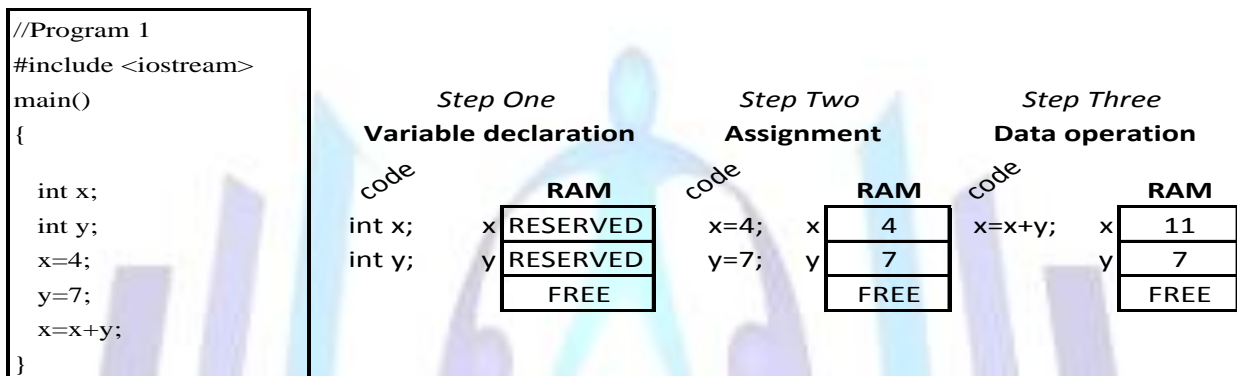 //Program 1
#include <iostream>
main()
{
int x;
int y;
x=4;
y=7;
x=x+y;
}
Step One
Variable declaration
code
RAM
int x; x RESERVED
int y; y RESERVED
FREE
Step Two
Assignment
code
RAM
x=4; x 4
y=7; y 7
FREE
Step Three
Data operation
code
RAM
x=x+y; x 11
y 7
FREE